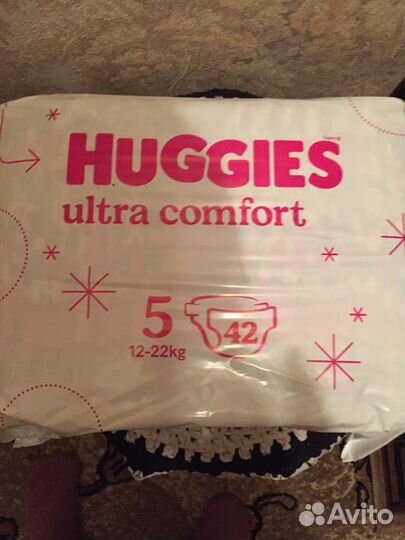 HUGGIES
ultra comfort
5
42
12-22kg
Avito